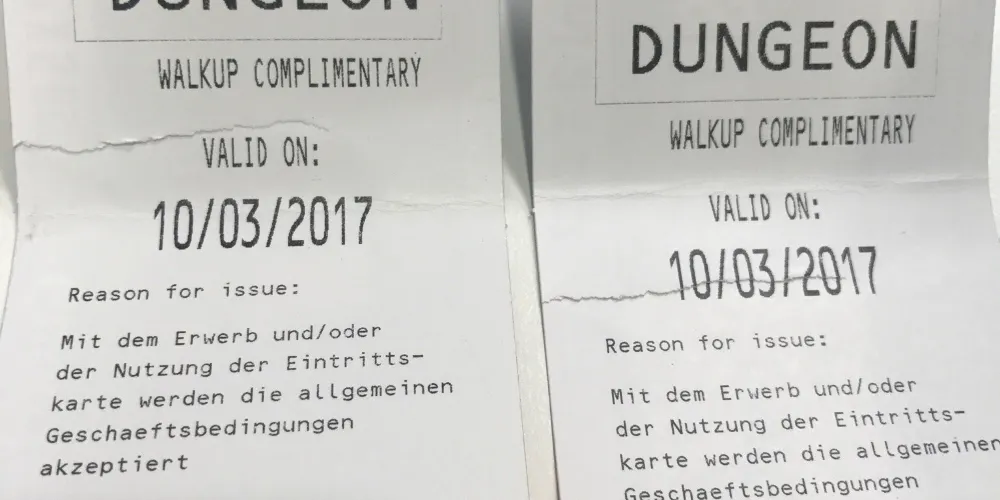 DUNGEON
WALKUP COMPLIMENTARY
VALID ON:
10/03/2017
Reason for issue:
Mit dem Erwerb und/oder
der Nutzung der Eintritts-
karte werden die allgemeinen
Geschaeftsbedingungen
akzeptiert
DUNGEON
WALKUP COMPLIMENTARY
VALID ON:
10/03/2017
Reason for issue:
Mit dem Erwerb und/oder
der Nutzung der Eintritts-
karte werden die allgemeinen
Geschaeftsbedingungen